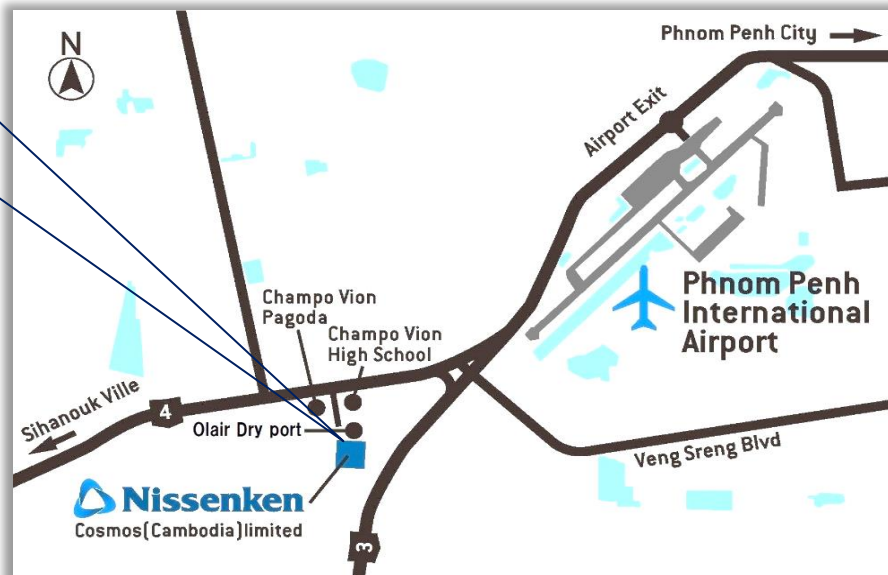 N
Phnom Penh City
Airport Exit
Phnom Penh
International
Airport
Champo Vion
Pagoda
Champo Vion
High School
Sihanouk Ville
4
Olair Dry port
Veng Sreng Blvd
Nissenken
Cosmos(Cambodia)limited
3